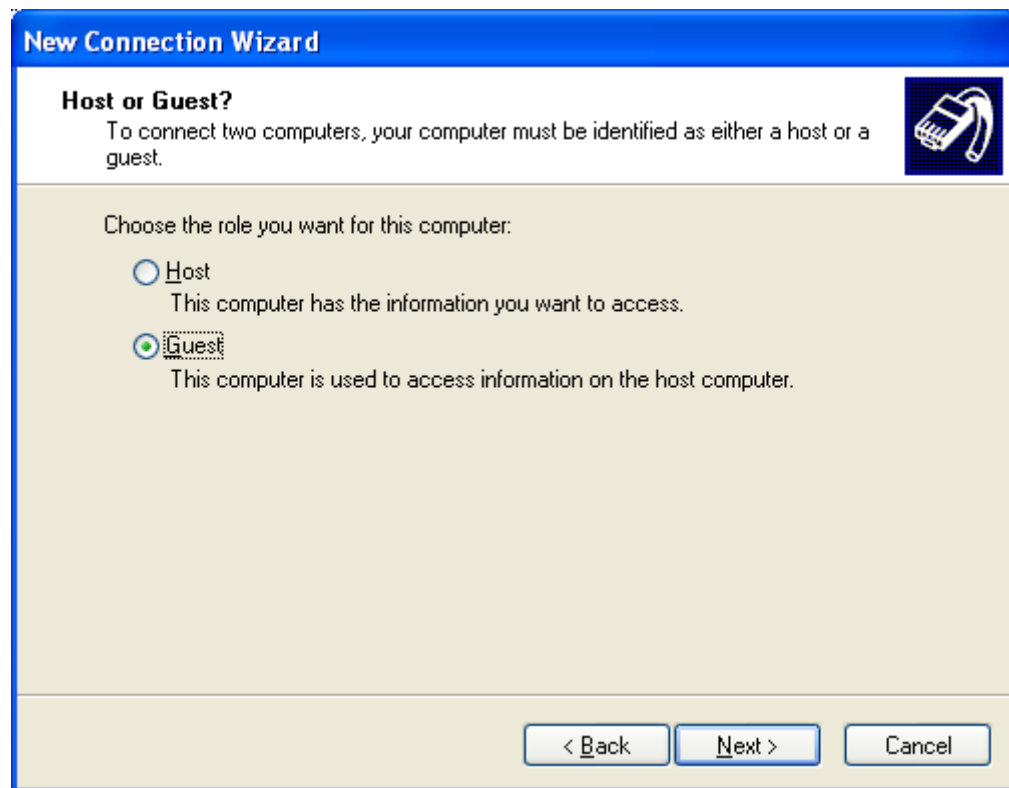 New Connection Wizard
Host or Guest?
To connect two computers, your computer must be identified as either a host or a
guest.
Choose the role you want for this computer:
Host
This computer has the information you want to access.
Guest
This computer is used to access information on the host computer.
< Back Next > Cancel